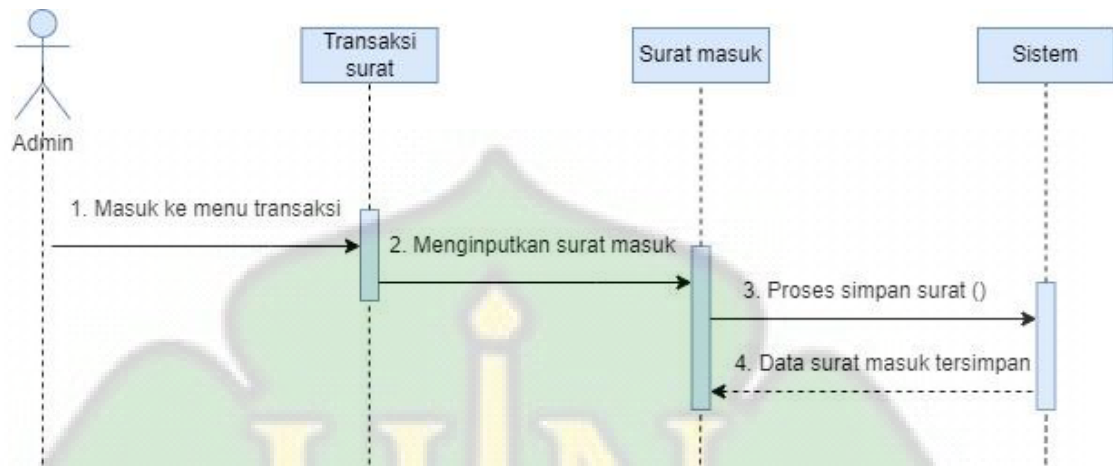 Transaksi
surat
Surat masuk
Sistem
Admin
1. Masuk ke menu transaksi
2. Menginputkan surat masuk
3. Proses simpan surat ()
4. Data surat masuk tersimpan
UIN